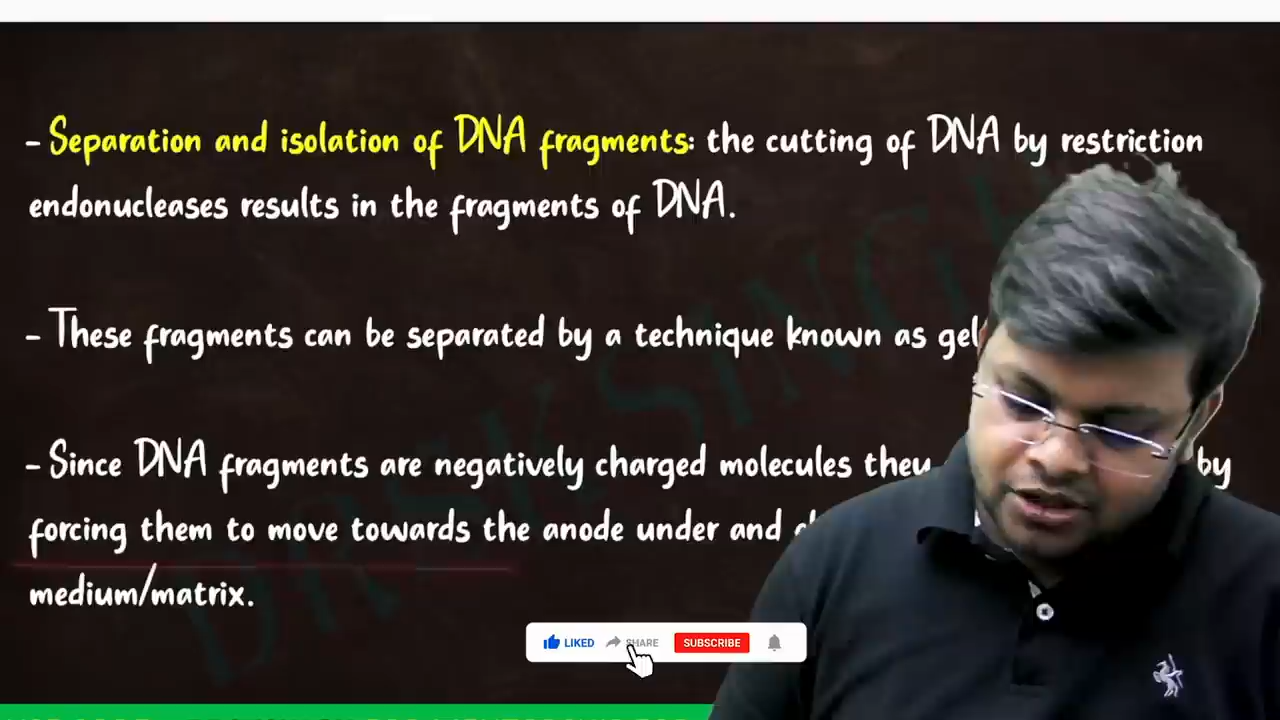 - Separation and isolation of DNA fragments: the cutting of DNA by restriction
endonucleases results in the fragments of DNA.
- These fragments can be separated by a technique known as gel
- Since DNA fragments are negatively charged molecules they by
forcing them to move towards the anode under and
medium/matrix.
LIKED SHARE SUBSCRIBE